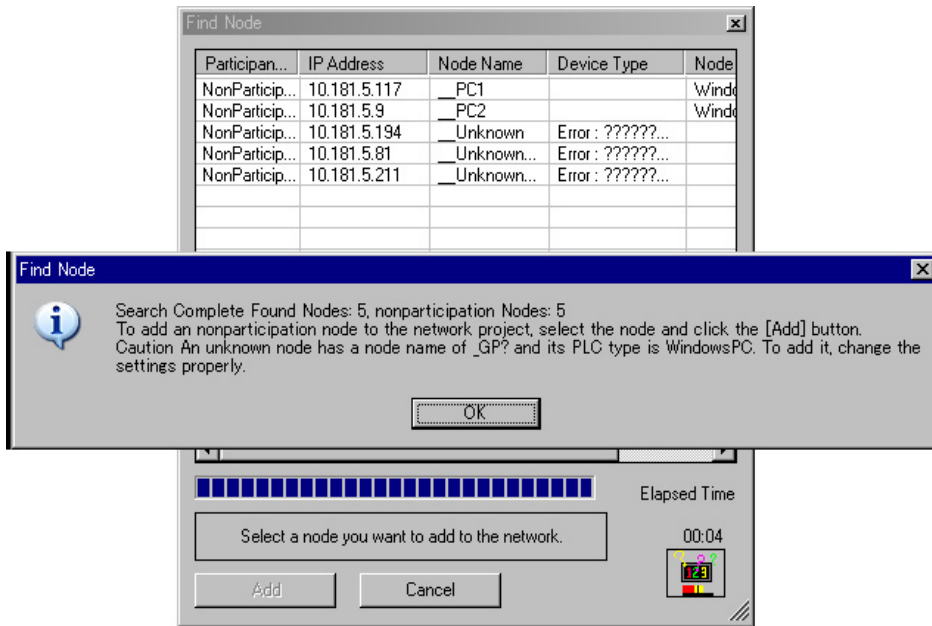 Find Node
Participan... IP Address Node Name Device Type Node
NonParticip... 10.181.5.117 __PC1 Windo
NonParticip... 10.181.5.9 __PC2 Windo
NonParticip... 10.181.5.194 __Unknown Error : ??????...
NonParticip... 10.181.5.81 __Unknown... Error : ??????...
NonParticip... 10.181.5.211 __Unknown... Error : ??????...
Find Node
Search Complete Found Nodes: 5, nonparticipation Nodes: 5
To add an nonparticipation node to the network project, select the node and click the [Add] button.
Caution An unknown node has a node name of _GP? and its PLC type is WindowsPC. To add it, change the
settings properly.
OK
Elapsed Time
Select a node you want to add to the network.
00:04
123
Add Cancel